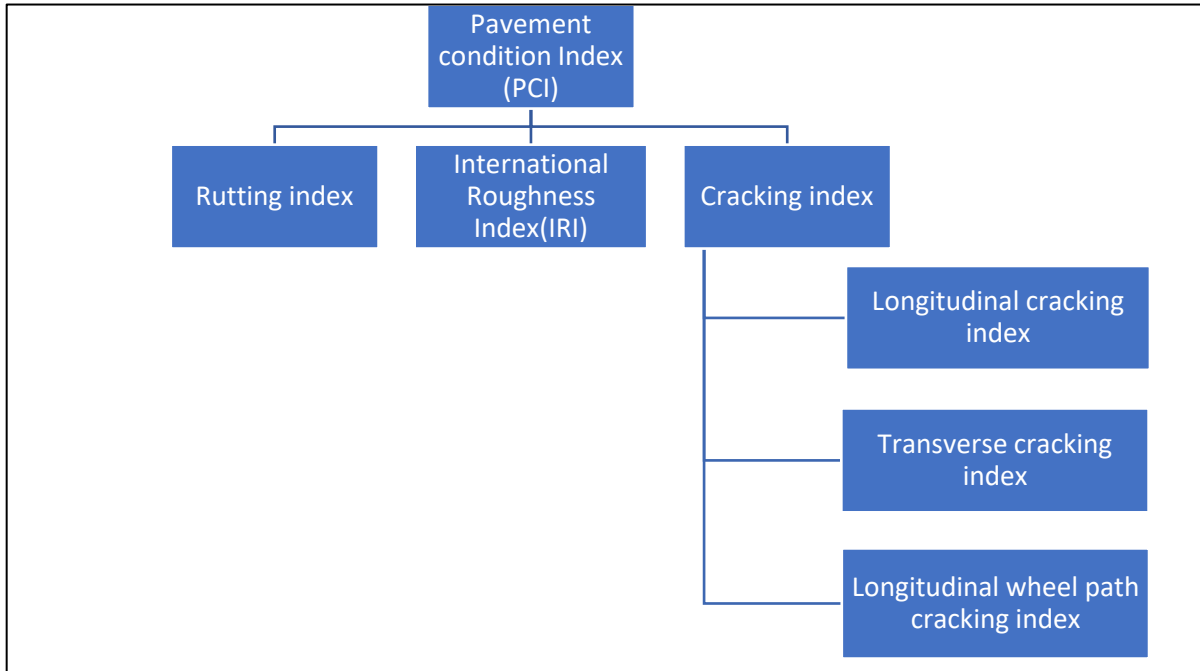 Pavement
condition Index
(PCI)
Rutting index
International
Roughness
Index(IRI)
Cracking index
Longitudinal cracking
index
Transverse cracking
index
Longitudinal wheel path
cracking index